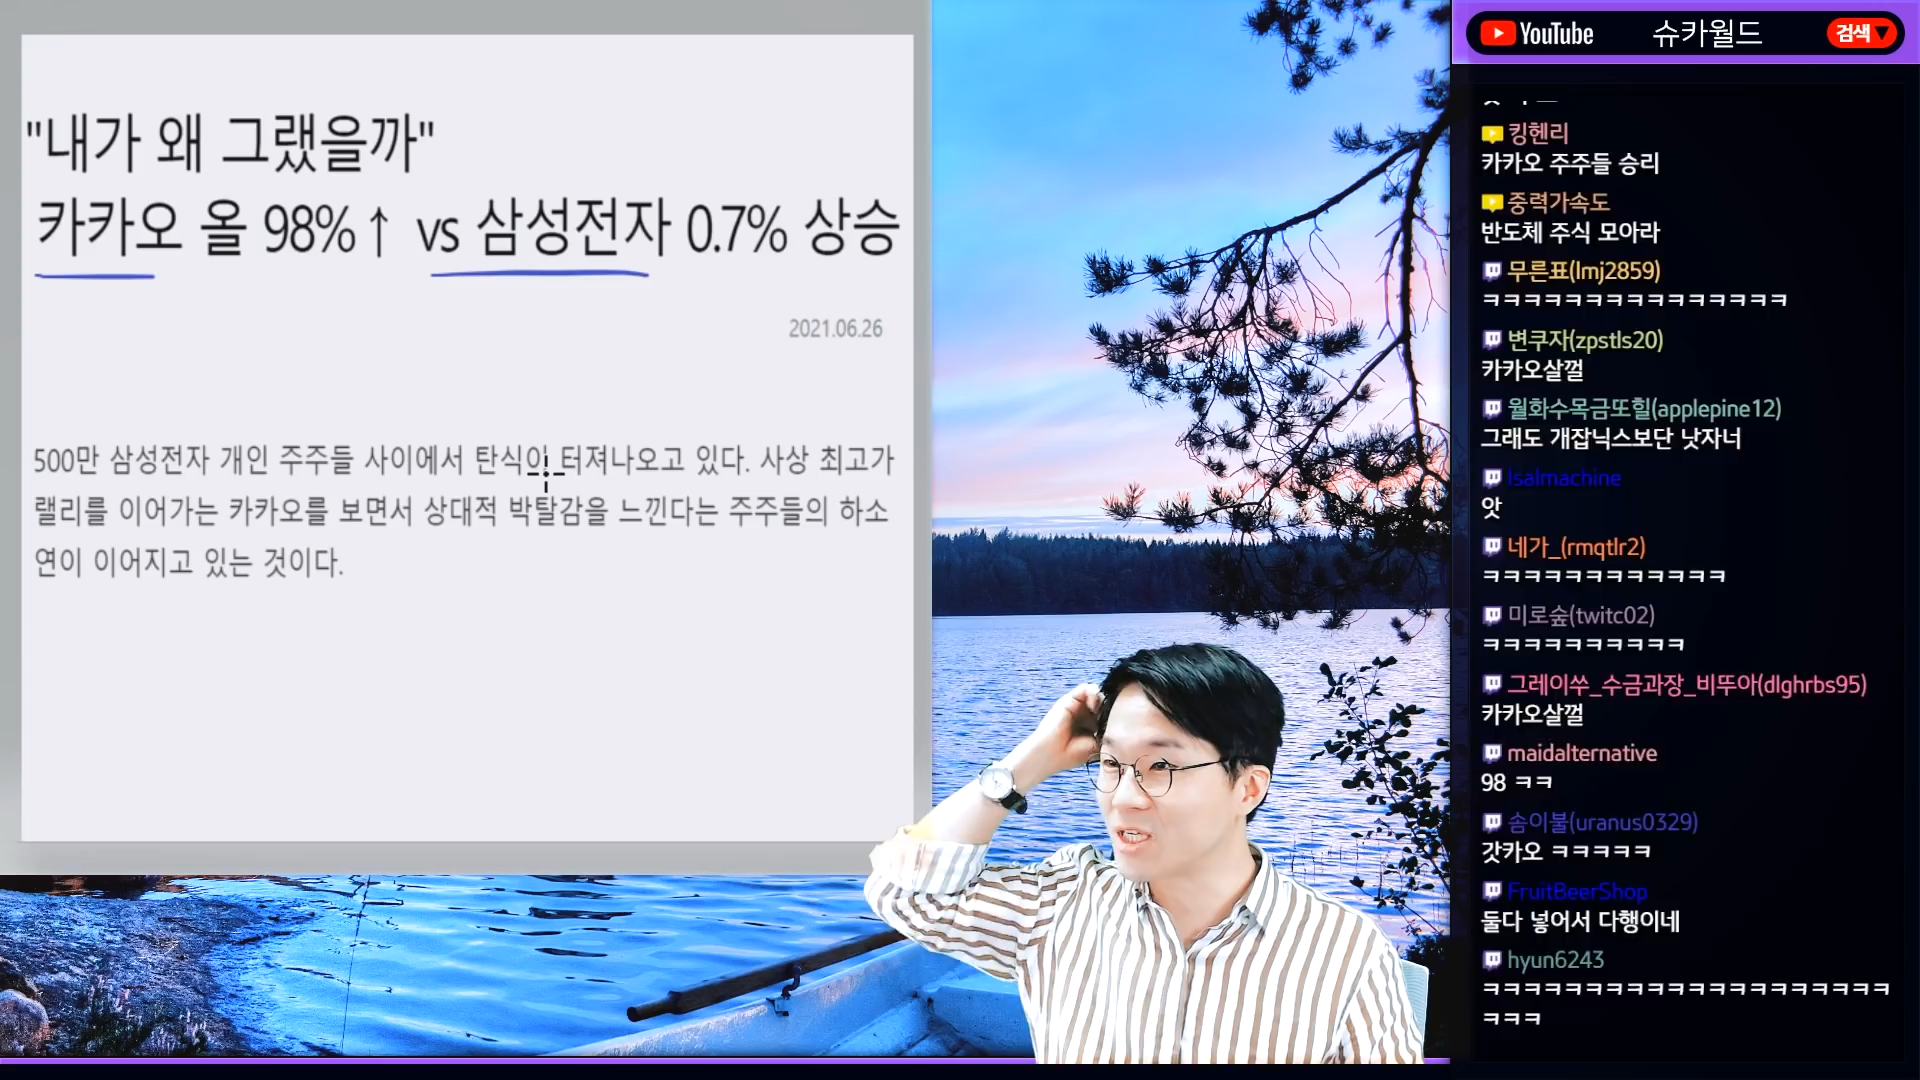 "내가 왜 그랬을까"
카카오 올 98%↑ vs 삼성전자 0.7% 상승
2021.06.26
500만 삼성전자 개인 주주들 사이에서 탄식이 터져나오고 있다. 사상 최고가
랠리를 이어가는 카카오를 보면서 상대적 박탈감을 느낀다는 주주들의 하소
연이 이어지고 있는 것이다.
YouTube 슈카월드 검색▼
킹헨리
카카오 주주들 승리
중력가속도
반도체 주식 모아라
무른표(lmj2859)
ㅋㅋㅋㅋㅋㅋㅋㅋㅋㅋㅋㅋㅋㅋㅋ
변쿠자(zpstls20)
카카오살껄
월화수목금또힐(applepine12)
그래도 개잡닉스보단 낫자너
lsalmachine
앗
네가_(rmqtlr2)
ㅋㅋㅋㅋㅋㅋㅋㅋㅋㅋㅋㅋ
미로숲(twitc02)
ㅋㅋㅋㅋㅋㅋㅋㅋㅋㅋ
그레이쑤_수금과장_비뚜아(dlghrbs95)
카카오살껄
maidalternative
98 ㅋㅋ
솜이불(uranus0329)
갓카오 ㅋㅋㅋㅋㅋ
FruitBeerShop
둘다 넣어서 다행이네
hyun6243
ㅋㅋㅋㅋㅋㅋㅋㅋㅋㅋㅋㅋㅋㅋㅋㅋㅋㅋㅋㅋ
ㅋㅋㅋ